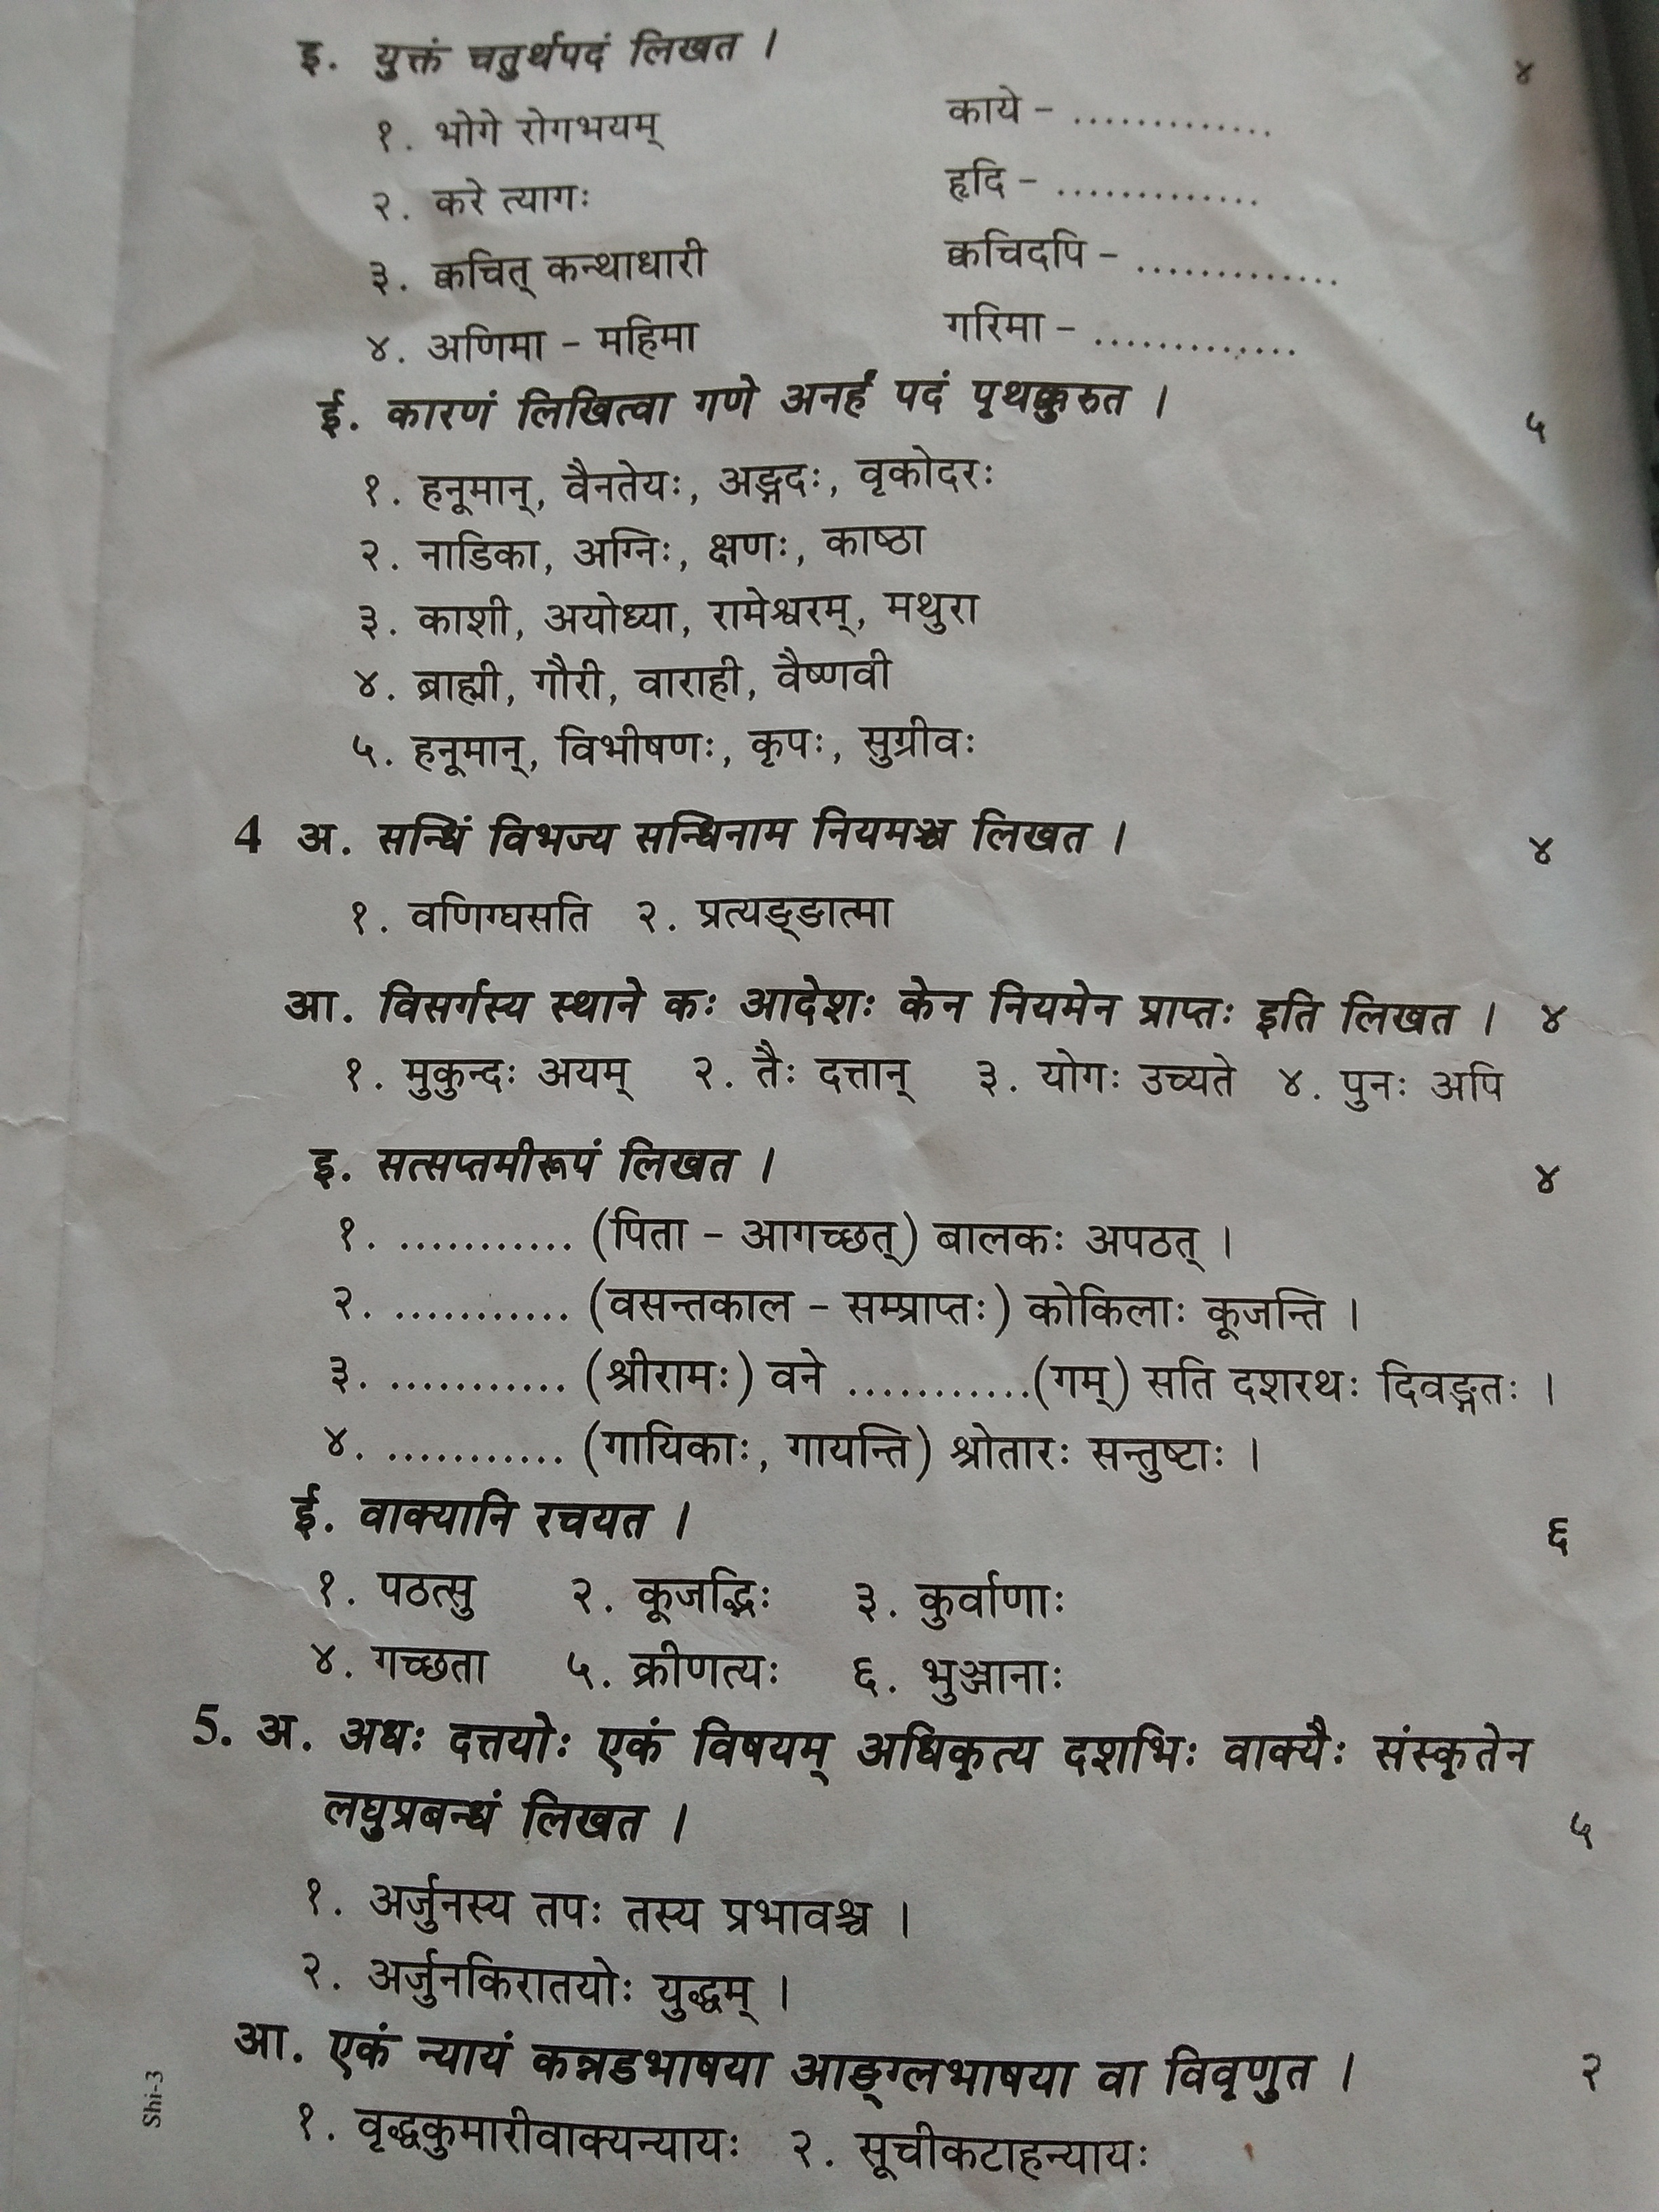 इ. युक्तं चतुर्थपदं लिखत । ४
१. भोगे रोगभयम् काये - .............
२. करे त्यागः हृदि - .............
३. क्वचित् कन्थाधारी क्वचिदपि - .............
४. अणिमा - महिमा गरिमा - .............
ई. कारणं लिखित्वा गणे अनर्हं पदं पृथक्कुरुत । ५
१. हनूमान्, वैनतेयः, अङ्गदः, वृकोदरः
२. नाडिका, अग्निः, क्षणः, काष्ठा
३. काशी, अयोध्या, रामेश्वरम्, मथुरा
४. ब्राह्मी, गौरी, वाराही, वैष्णवी
५. हनूमान्, विभीषणः, कृपः, सुग्रीवः
4 अ. सन्धिं विभज्य सन्धिनाम नियमञ्च लिखत । ४
१. वणिग्घसति २. प्रत्यङ्ङात्मा
आ. विसर्गस्य स्थाने कः आदेशः केन नियमेन प्राप्तः इति लिखत । ४
१. मुकुन्दः अयम् २. तैः दत्तान् ३. योगः उच्यते ४. पुनः अपि
इ. सत्सप्तमीरूपं लिखत । ४
१. ........... (पिता - आगच्छत्) बालकः अपठत् ।
२. ........... (वसन्तकाल - सम्प्राप्तः) कोकिलाः कूजन्ति ।
३. ........... (श्रीरामः) वने ............(गम्) सति दशरथः दिवङ्गतः ।
४. ........... (गायिकाः, गायन्ति) श्रोतारः सन्तुष्टाः ।
ई. वाक्यानि रचयत । ६
१. पठत्सु २. कूजद्भिः ३. कुर्वाणाः
४. गच्छता ५. क्रीणत्यः ६. भुञ्जानाः
5. अ. अधः दत्तयोः एकं विषयम् अधिकृत्य दशभिः वाक्यैः संस्कृतेन
लघुप्रबन्धं लिखत । ५
१. अर्जुनस्य तपः तस्य प्रभावश्च ।
२. अर्जुनकिरातयोः युद्धम् ।
आ. एकं न्यायं कन्नडभाषया आङ्ग्लभाषया वा विवृणुत । २
१. वृद्धकुमारीवाक्यन्यायः २. सूचीकटाहन्यायः
Shi-3